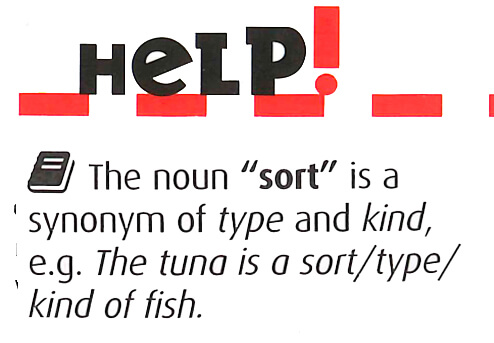 HeLP!
The noun “sort” is a
synonym of type and kind,
e.g. The tuna is a sort/type/
kind of fish.